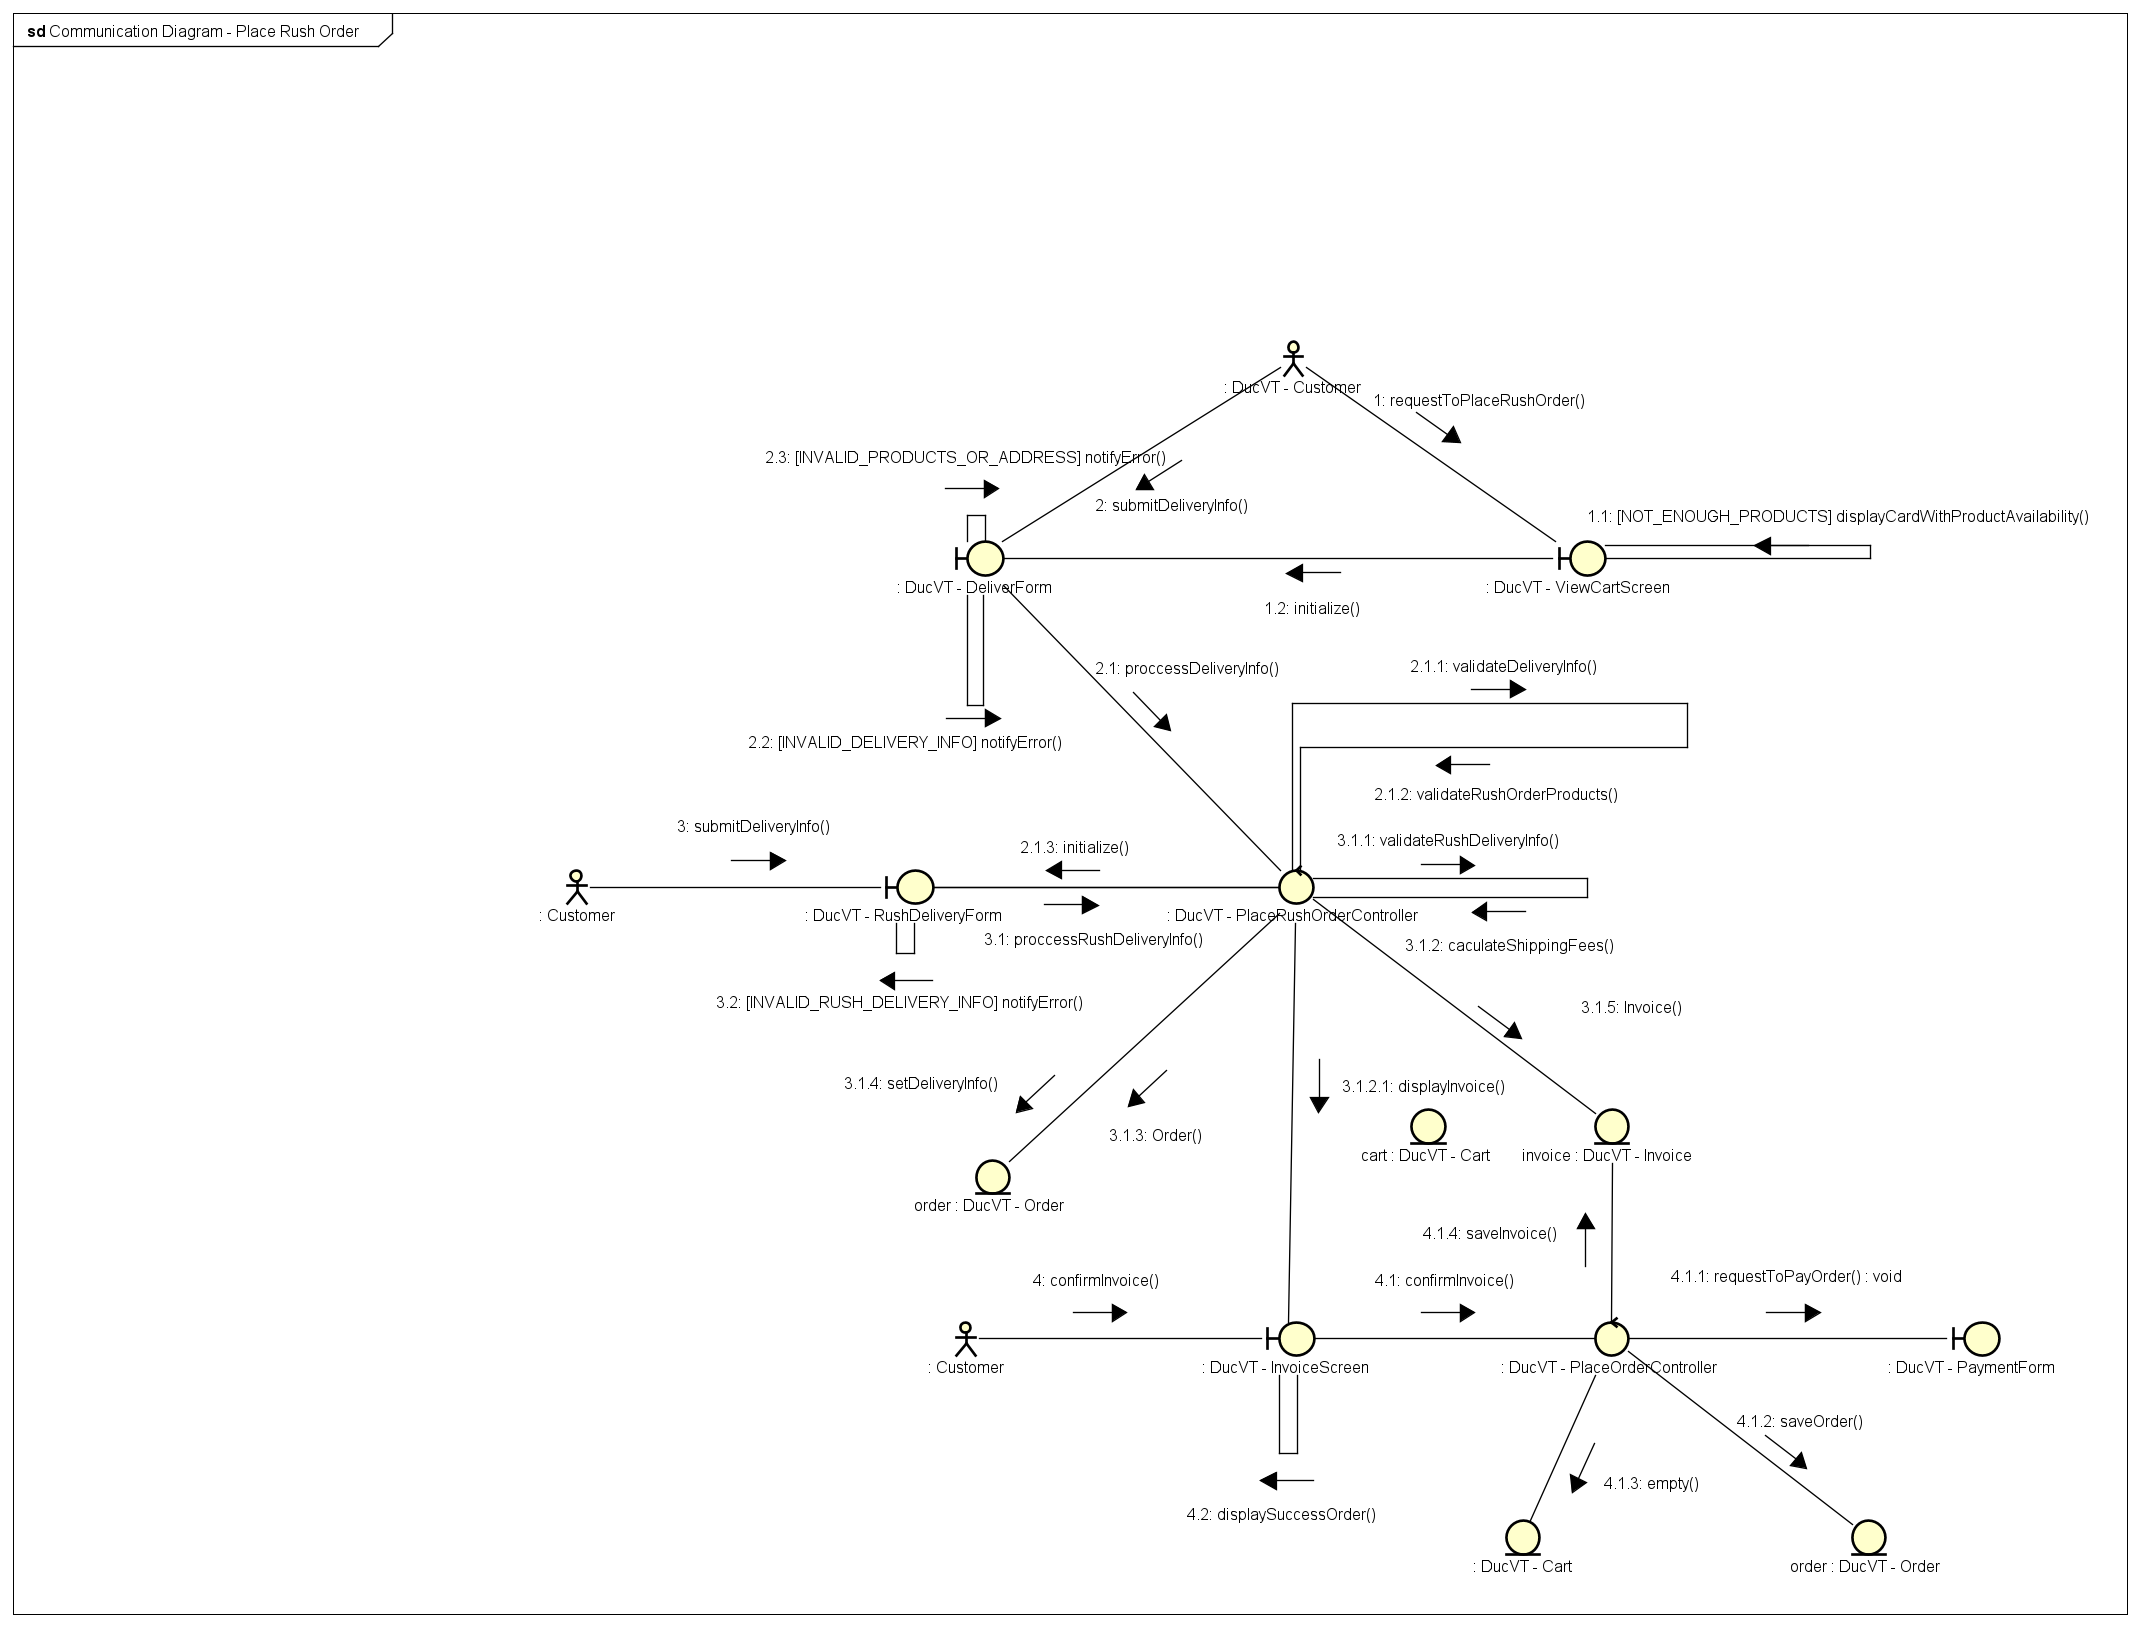 sd Communication Diagram - Place Rush Order
: DucVT - Customer
1: requestToPlaceRushOrder()
2.3: [INVALID_PRODUCTS_OR_ADDRESS] notifyError()
2: submitDeliveryInfo()
1.1: [NOT_ENOUGH_PRODUCTS] displayCardWithProductAvailability()
: DucVT - DeliverForm
: DucVT - ViewCartScreen
1.2: initialize()
2.1: proccessDeliveryInfo()
2.1.1: validateDeliveryInfo()
2.2: [INVALID_DELIVERY_INFO] notifyError()
2.1.2: validateRushOrderProducts()
3: submitDeliveryInfo()
2.1.3: initialize()
3.1.1: validateRushDeliveryInfo()
: Customer
: DucVT - RushDeliveryForm
: DucVT - PlaceRushOrderController
3.1: proccessRushDeliveryInfo()
3.1.2: caculateShippingFees()
3.2: [INVALID_RUSH_DELIVERY_INFO] notifyError()
3.1.5: Invoice()
3.1.4: setDeliveryInfo()
3.1.2.1: displayInvoice()
3.1.3: Order()
cart : DucVT - Cart
invoice : DucVT - Invoice
order : DucVT - Order
4.1.4: saveInvoice()
4: confirmInvoice()
4.1: confirmInvoice()
4.1.1: requestToPayOrder() : void
: Customer
: DucVT - InvoiceScreen
: DucVT - PlaceOrderController
: DucVT - PaymentForm
4.1.2: saveOrder()
4.1.3: empty()
4.2: displaySuccessOrder()
: DucVT - Cart
order : DucVT - Order